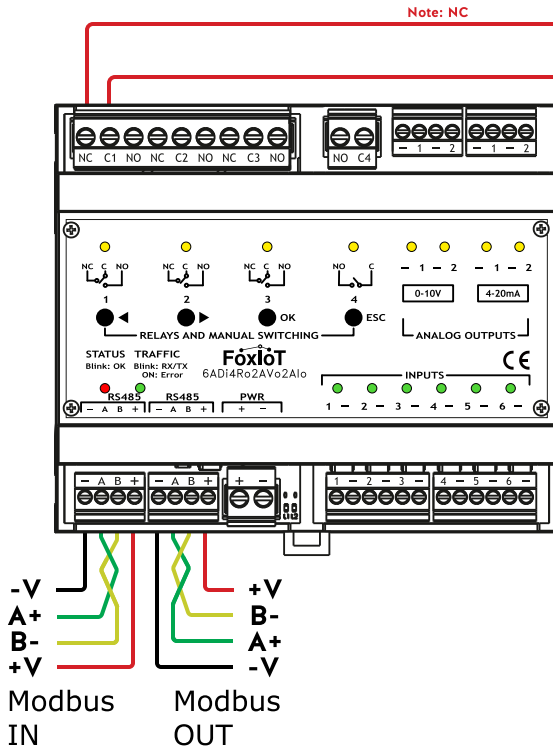 Note: NC
NC C1 NO NC C2 NO NC C3 NO
NO C4
- 1 - 2
- 1 - 2
NC C NO
NC C NO
NC C NO
NO C
- 1 - 2
- 1 - 2
0-10V
4-20mA
1 2 3 4
◀ ▶ OK ESC
RELAYS AND MANUAL SWITCHING
ANALOG OUTPUTS
STATUS TRAFFIC
Blink: OK Blink: RX/TX
ON: Error
FoxIoT
6ADi4Ro2AVo2AIo
CE
INPUTS
1 - 2 - 3 - 4 - 5 - 6 -
RS485 RS485 PWR
- A B + - A B + + -
- A B + - A B + + -
1 - 2 - 3 - 4 - 5 - 6 -
L1 L2
-V
A+
B-
+V
Modbus
IN
+V
B-
A+
-V
Modbus
OUT